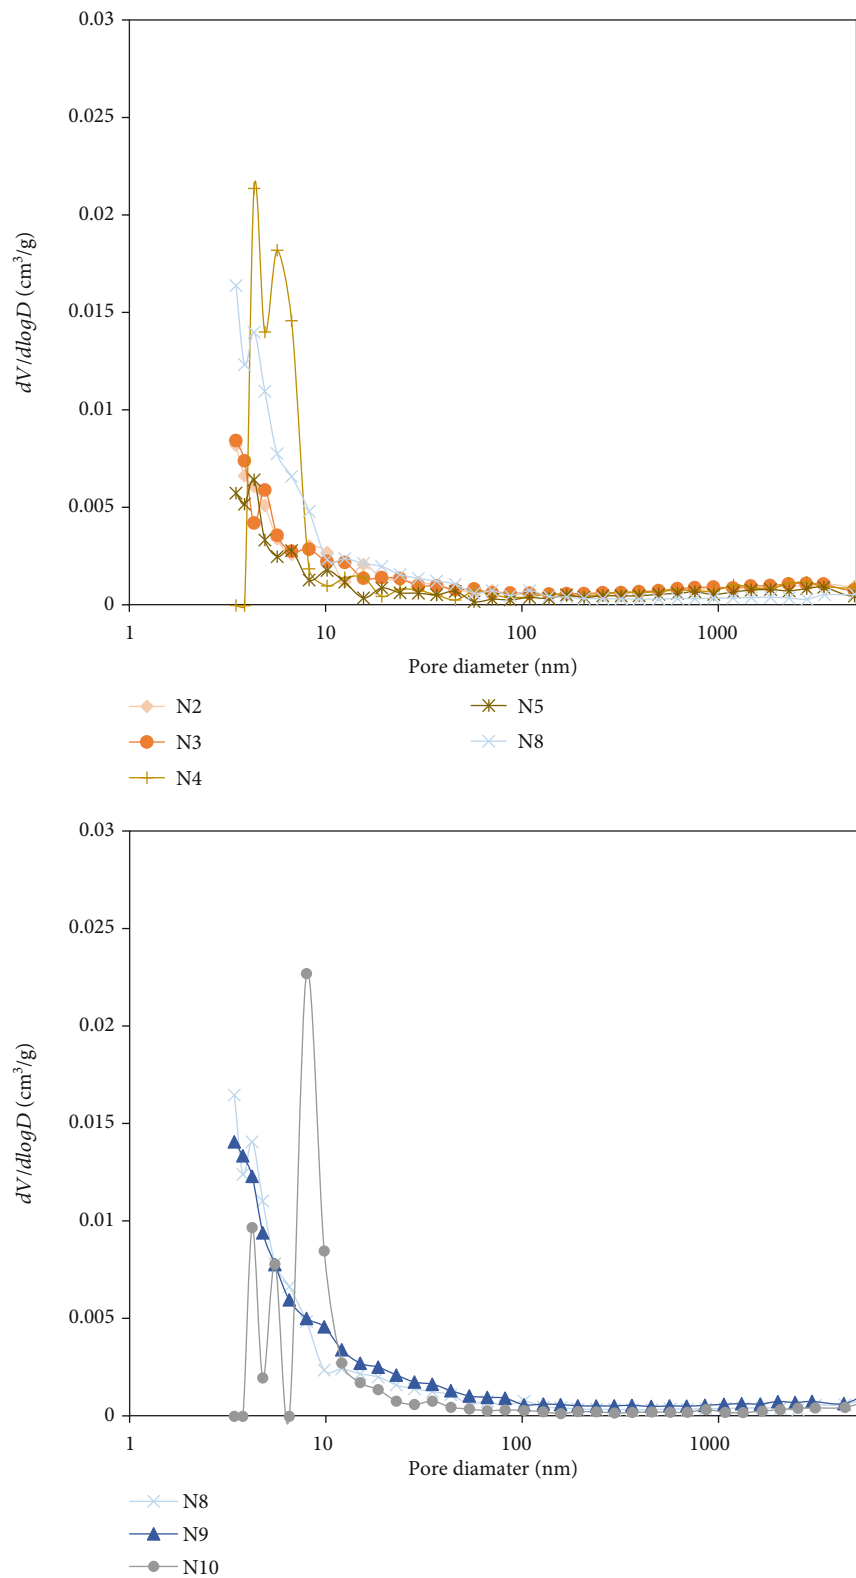 0.03
0.025
0.02
0.015
0.01
0.005
0
dV/dlogD (cm³/g)
1
10
100
1000
Pore diameter (nm)
N2
N3
N4
N5
N8
0.03
0.025
0.02
0.015
0.01
0.005
0
dV/dlogD (cm³/g)
1
10
100
1000
Pore diamater (nm)
N8
N9
N10